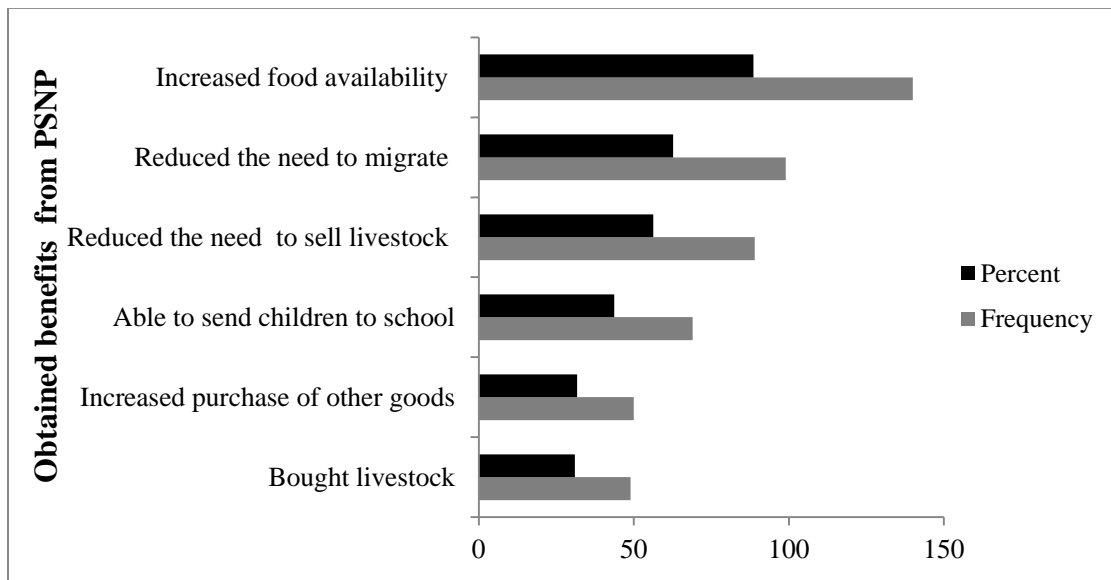 Obtained benefits from PSNP
Increased food availability
Reduced the need to migrate
Reduced the need to sell livestock
Able to send children to school
Increased purchase of other goods
Bought livestock
0 50 100 150
Percent
Frequency